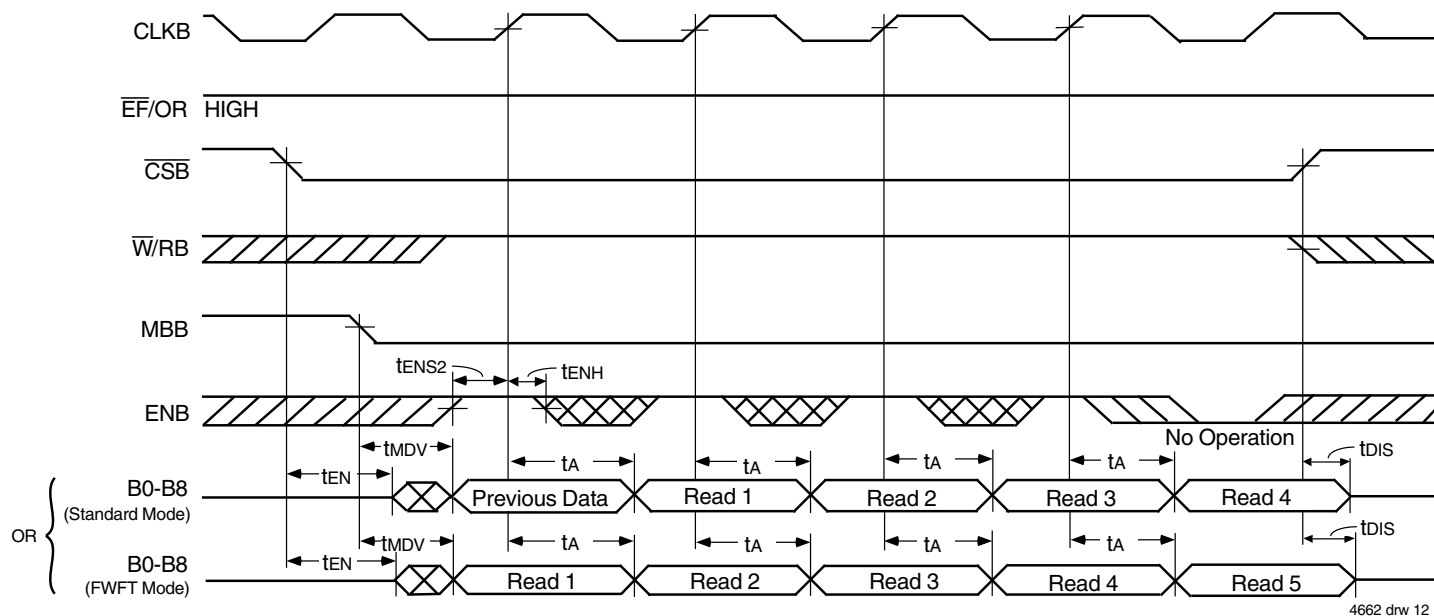 CLKB
EF/OR HIGH
CSB
W/RB
MBB
tENS2 tENH
ENB
No Operation
tMDV
tEN tA tA tA tA tDIS
B0-B8
(Standard Mode)
Previous Data Read 1 Read 2 Read 3 Read 4
OR
tMDV
tEN tA tA tA tA tDIS
B0-B8
(FWFT Mode)
Read 1 Read 2 Read 3 Read 4 Read 5
4662 drw 12